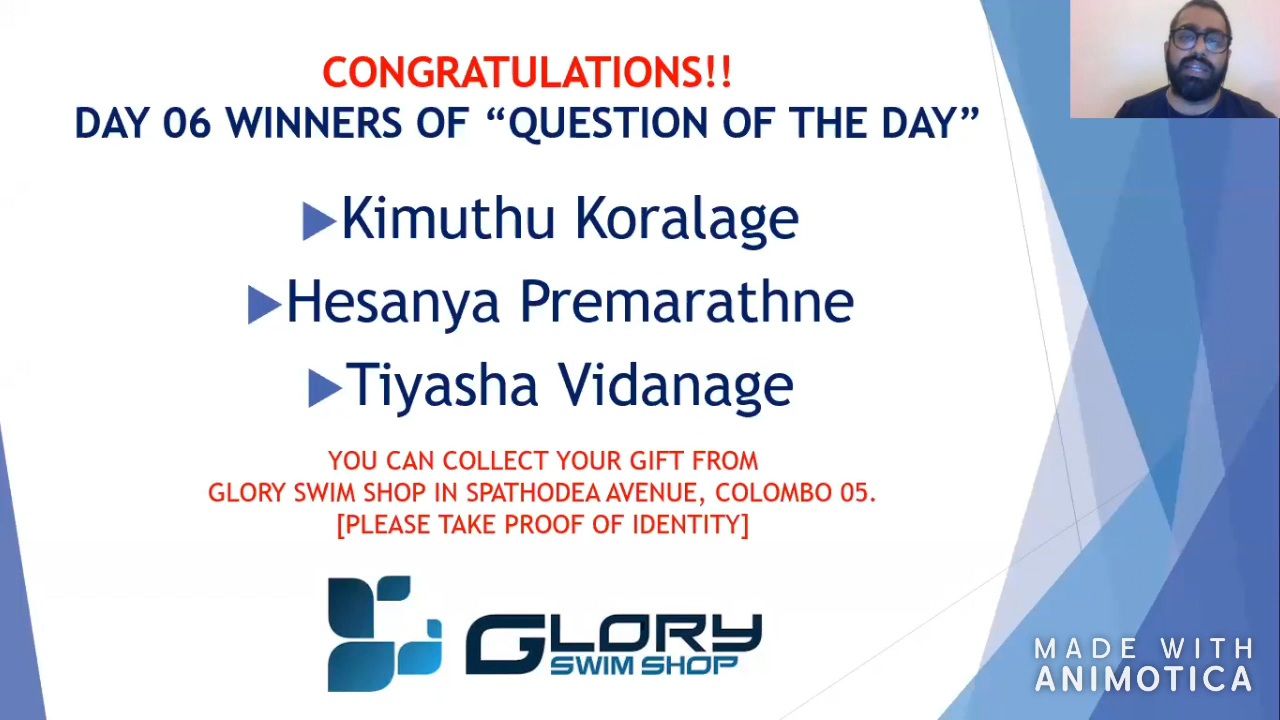 CONGRATULATIONS!!
DAY 06 WINNERS OF “QUESTION OF THE DAY”
Kimuthu Koralage
Hesanya Premarathne
Tiyasha Vidanage
YOU CAN COLLECT YOUR GIFT FROM
GLORY SWIM SHOP IN SPATHODEA AVENUE, COLOMBO 05.
[PLEASE TAKE PROOF OF IDENTITY]
GLORY
SWIM SHOP
MADE WITH
ANIMOTICA